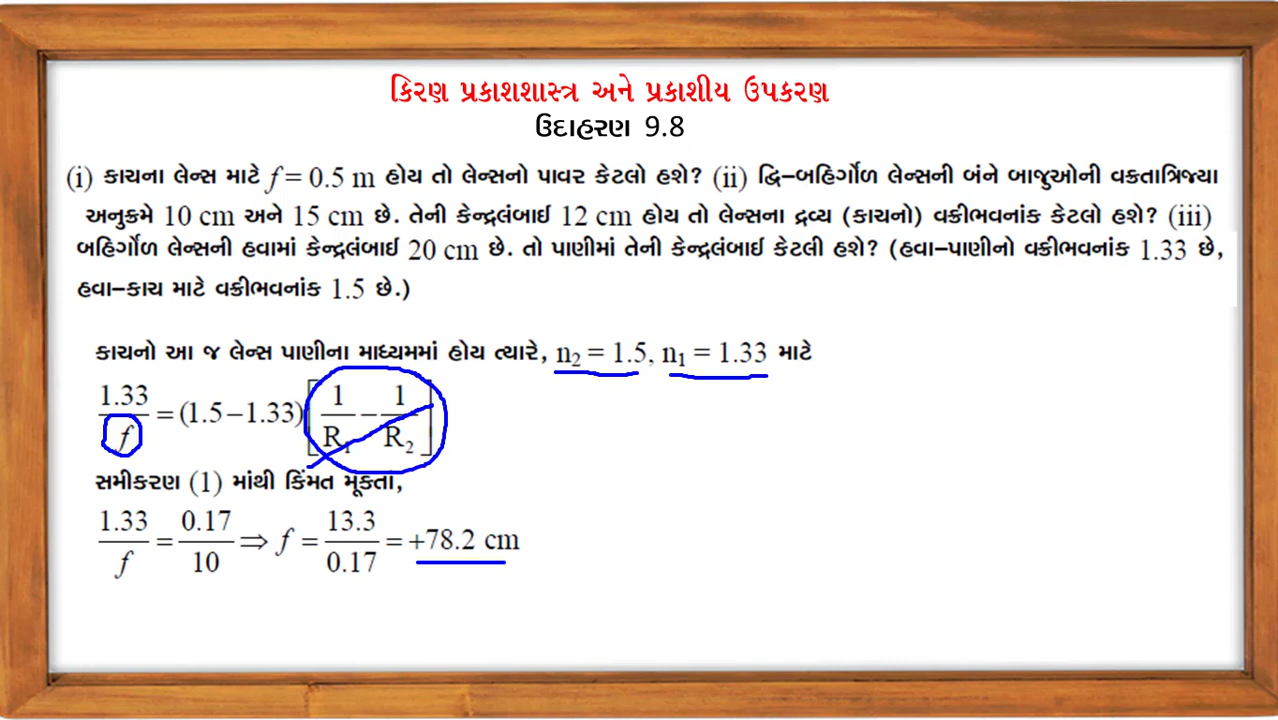 કિરણ પ્રકાશશાસ્ત્ર અને પ્રકાશીય ઉપકરણ
ઉદાહરણ 9.8
(i) કાચના લેન્સ માટે f = 0.5 m હોય તો લેન્સનો પાવર કેટલો હશે? (ii) દ્વિ–બહિર્ગોળ લેન્સની બંને બાજુઓની વક્રતાત્રિજ્યા
અનુક્રમે 10 cm અને 15 cm છે. તેની કેન્દ્રલંબાઈ 12 cm હોય તો લેન્સના દ્રવ્ય (કાચનો) વક્રીભવનાંક કેટલો હશે? (iii)
બહિર્ગોળ લેન્સની હવામાં કેન્દ્રલંબાઈ 20 cm છે. તો પાણીમાં તેની કેન્દ્રલંબાઈ કેટલી હશે? (હવા–પાણીનો વક્રીભવનાંક 1.33 છે,
હવા–કાચ માટે વક્રીભવનાંક 1.5 છે.)
કાચનો આ જ લેન્સ પાણીના માધ્યમમાં હોય ત્યારે, n₂ = 1.5, n₁ = 1.33 માટે
1.33/f = (1.5–1.33)[1/R₁ – 1/R₂]
સમીકરણ (1) માંથી કિંમત મૂકતા,
1.33/f = 0.17/10 ⇒ f = 13.3/0.17 = +78.2 cm